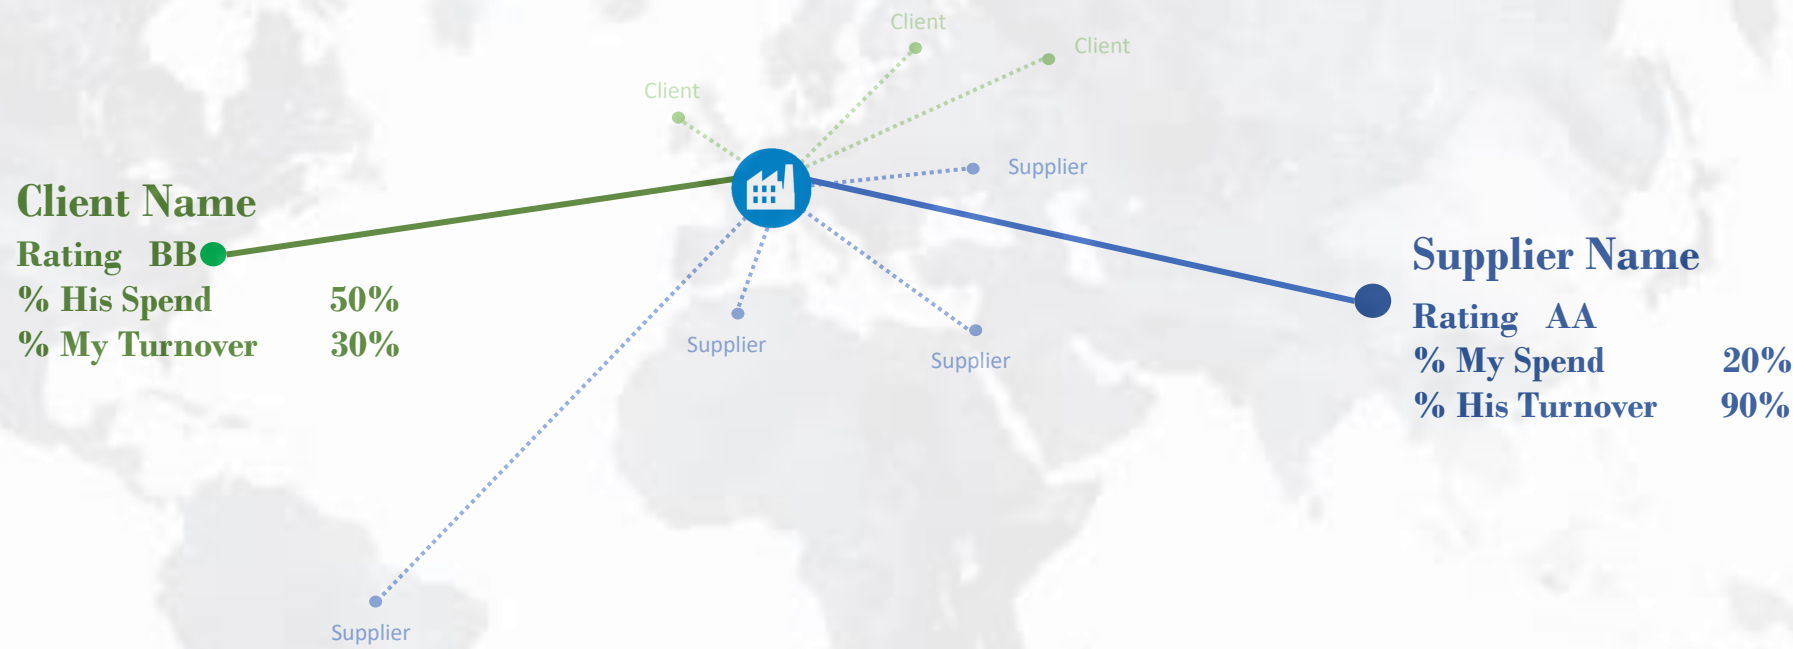 Client
Client
Client
Supplier
Client Name
Rating BB
% His Spend 50%
% My Turnover 30%
Supplier Name
Rating AA
% My Spend 20%
% His Turnover 90%
Supplier
Supplier
Supplier